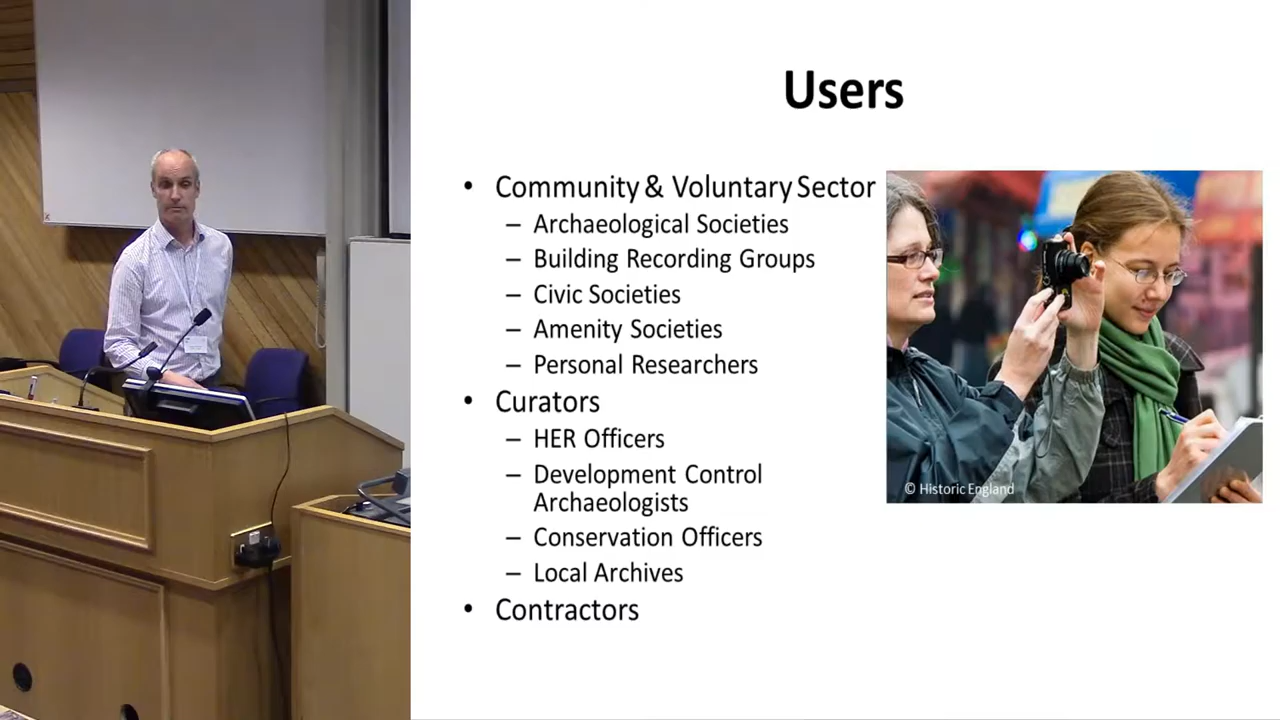 Users
• Community & Voluntary Sector
– Archaeological Societies
– Building Recording Groups
– Civic Societies
– Amenity Societies
– Personal Researchers
• Curators
– HER Officers
– Development Control
Archaeologists
– Conservation Officers
– Local Archives
• Contractors
© Historic England